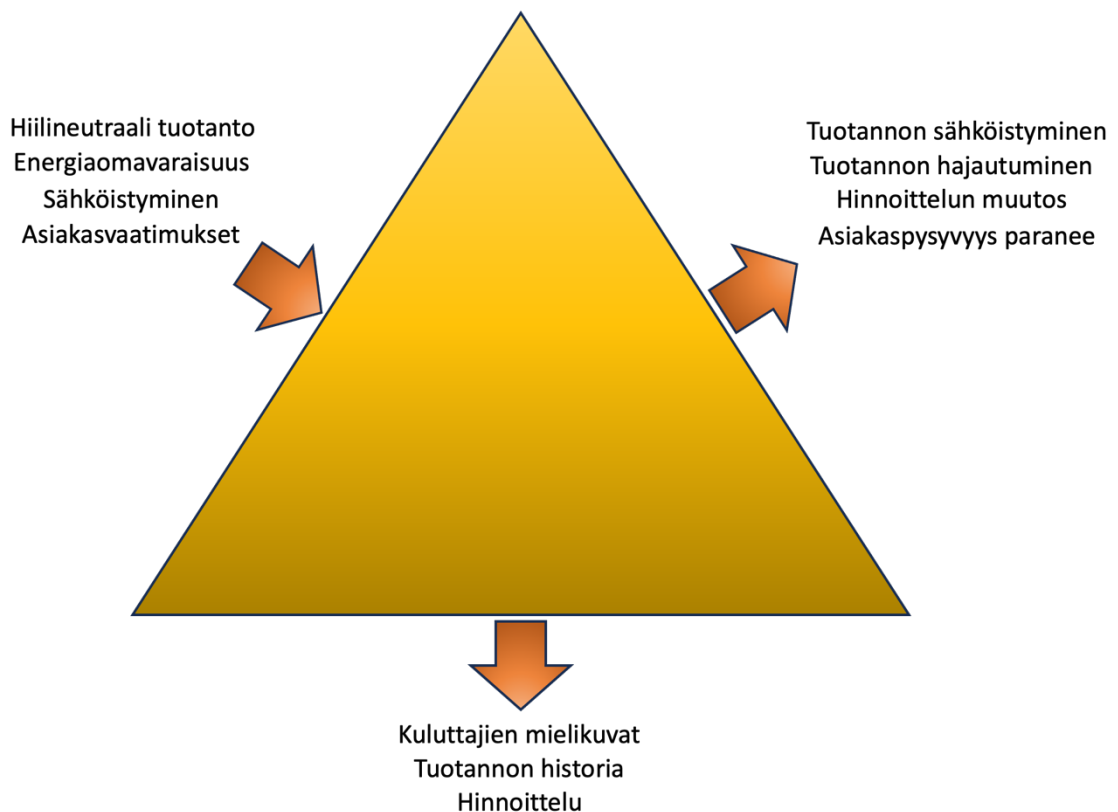 Hiilineutraali tuotanto
Energiaomavaraisuus
Sähköistyminen
Asiakasvaatimukset
Tuotannon sähköistyminen
Tuotannon hajautuminen
Hinnoittelun muutos
Asiakaspysyvyys paranee
Kuluttajien mielikuvat
Tuotannon historia
Hinnoittelu